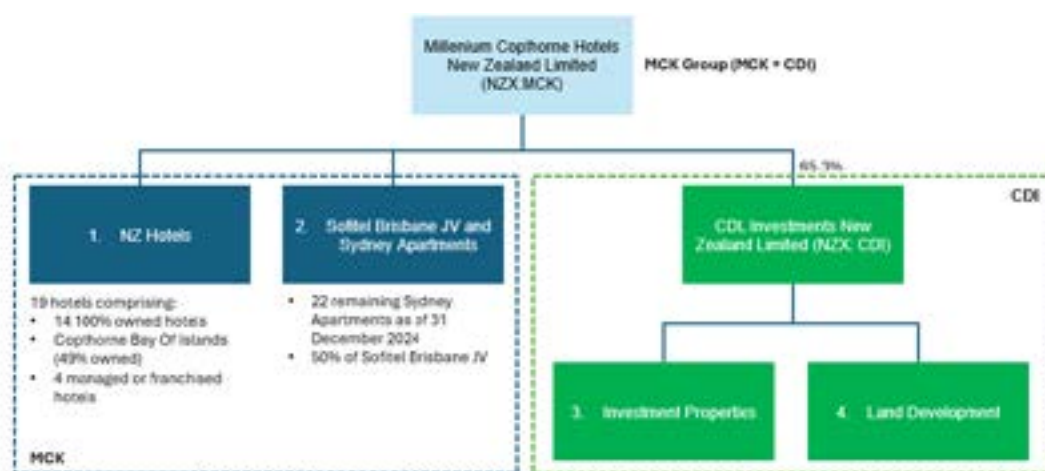 Millenium Copthorne Hotels
New Zealand Limited
(NZX:MCK)
MCK Group (MCK + CDI)
65.9%
1. NZ Hotels
2. Sofitel Brisbane JV and
Sydney Apartments
CDI
CDL Investments New
Zealand Limited (NZX: CDI)
19 hotels comprising:
• 14 100% owned hotels
• Copthorne Bay Of Islands
(49% owned)
• 4 managed or franchised
hotels
• 22 remaining Sydney
Apartments as of 31
December 2024
• 50% of Sofitel Brisbane JV
3. Investment Properties
4. Land Development
MCK